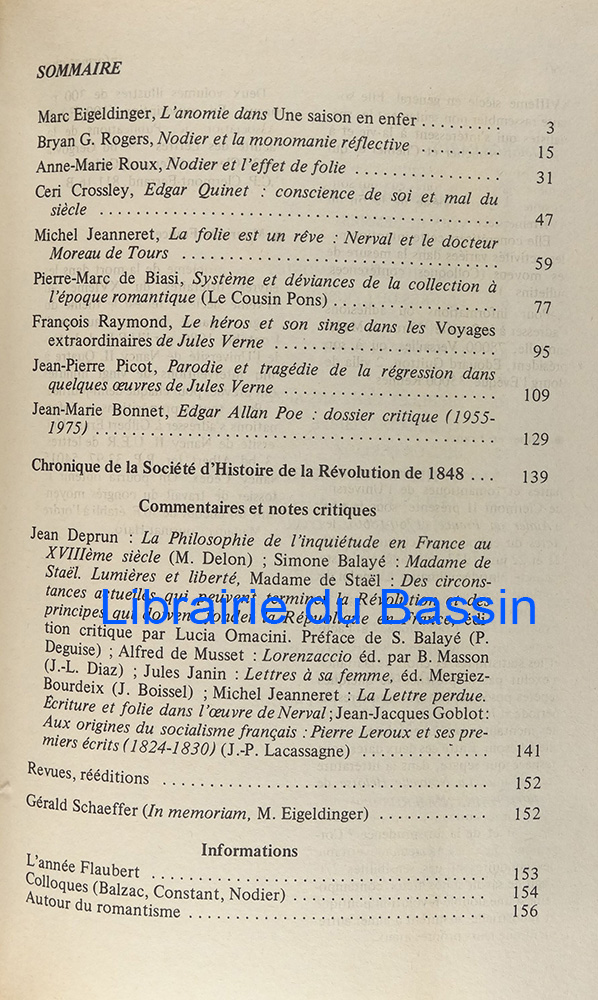 SOMMAIRE
Marc Eigeldinger, L'anomie dans Une saison en enfer . . . . . . . . . 3
Bryan G. Rogers, Nodier et la monomanie réflective . . . . . . . . . 15
Anne-Marie Roux, Nodier et l'effet de folie . . . . . . . . . . . . . . . . 31
Ceri Crossley, Edgar Quinet : conscience de soi et mal du
siècle . . . . . . . . . . . . . . . . . . . . . . . . . . . . . . . . . . . . . . . . . . . . 47
Michel Jeanneret, La folie est un rêve : Nerval et le docteur
Moreau de Tours . . . . . . . . . . . . . . . . . . . . . . . . . . . . . . . . . . 59
Pierre-Marc de Biasi, Système et déviances de la collection à
l'époque romantique (Le Cousin Pons) . . . . . . . . . . . . . . . . . . 77
François Raymond, Le héros et son singe dans les Voyages
extraordinaires de Jules Verne . . . . . . . . . . . . . . . . . . . . . . . . 95
Jean-Pierre Picot, Parodie et tragédie de la régression dans
quelques œuvres de Jules Verne . . . . . . . . . . . . . . . . . . . . . . . 109
Jean-Marie Bonnet, Edgar Allan Poe : dossier critique (1955-
1975) . . . . . . . . . . . . . . . . . . . . . . . . . . . . . . . . . . . . . . . . . . . . 129
Chronique de la Société d'Histoire de la Révolution de 1848 . . . 139
Commentaires et notes critiques
Jean Deprun : La Philosophie de l'inquiétude en France au
XVIIIème siècle (M. Delon) ; Simone Balayé : Madame de
Staël. Lumières et liberté, Madame de Staël : Des circons-
tances actuelles qui peuvent terminer la Révolution et des
principes qui doivent fonder la République en France, édi-
tion critique par Lucia Omacini. Préface de S. Balayé (P.
Deguise) ; Alfred de Musset : Lorenzaccio éd. par B. Masson
(J.-L. Diaz) ; Jules Janin : Lettres à sa femme, éd. Mergiez-
Bourdeix (J. Boissel) ; Michel Jeanneret : La Lettre perdue.
Ecriture et folie dans l'œuvre de Nerval ; Jean-Jacques Goblot :
Aux origines du socialisme français : Pierre Leroux et ses pre-
miers écrits (1824-1830) (J.-P. Lacassagne) . . . . . . . . . . . . . 141
Revues, rééditions . . . . . . . . . . . . . . . . . . . . . . . . . . . . . . . . . . . 152
Gérald Schaeffer (In memoriam, M. Eigeldinger) . . . . . . . . . . . . 152
Informations
L'année Flaubert . . . . . . . . . . . . . . . . . . . . . . . . . . . . . . . . . . . . 153
Colloques (Balzac, Constant, Nodier) . . . . . . . . . . . . . . . . . . . . 154
Autour du romantisme . . . . . . . . . . . . . . . . . . . . . . . . . . . . . . . 156
Librairie du Bassin